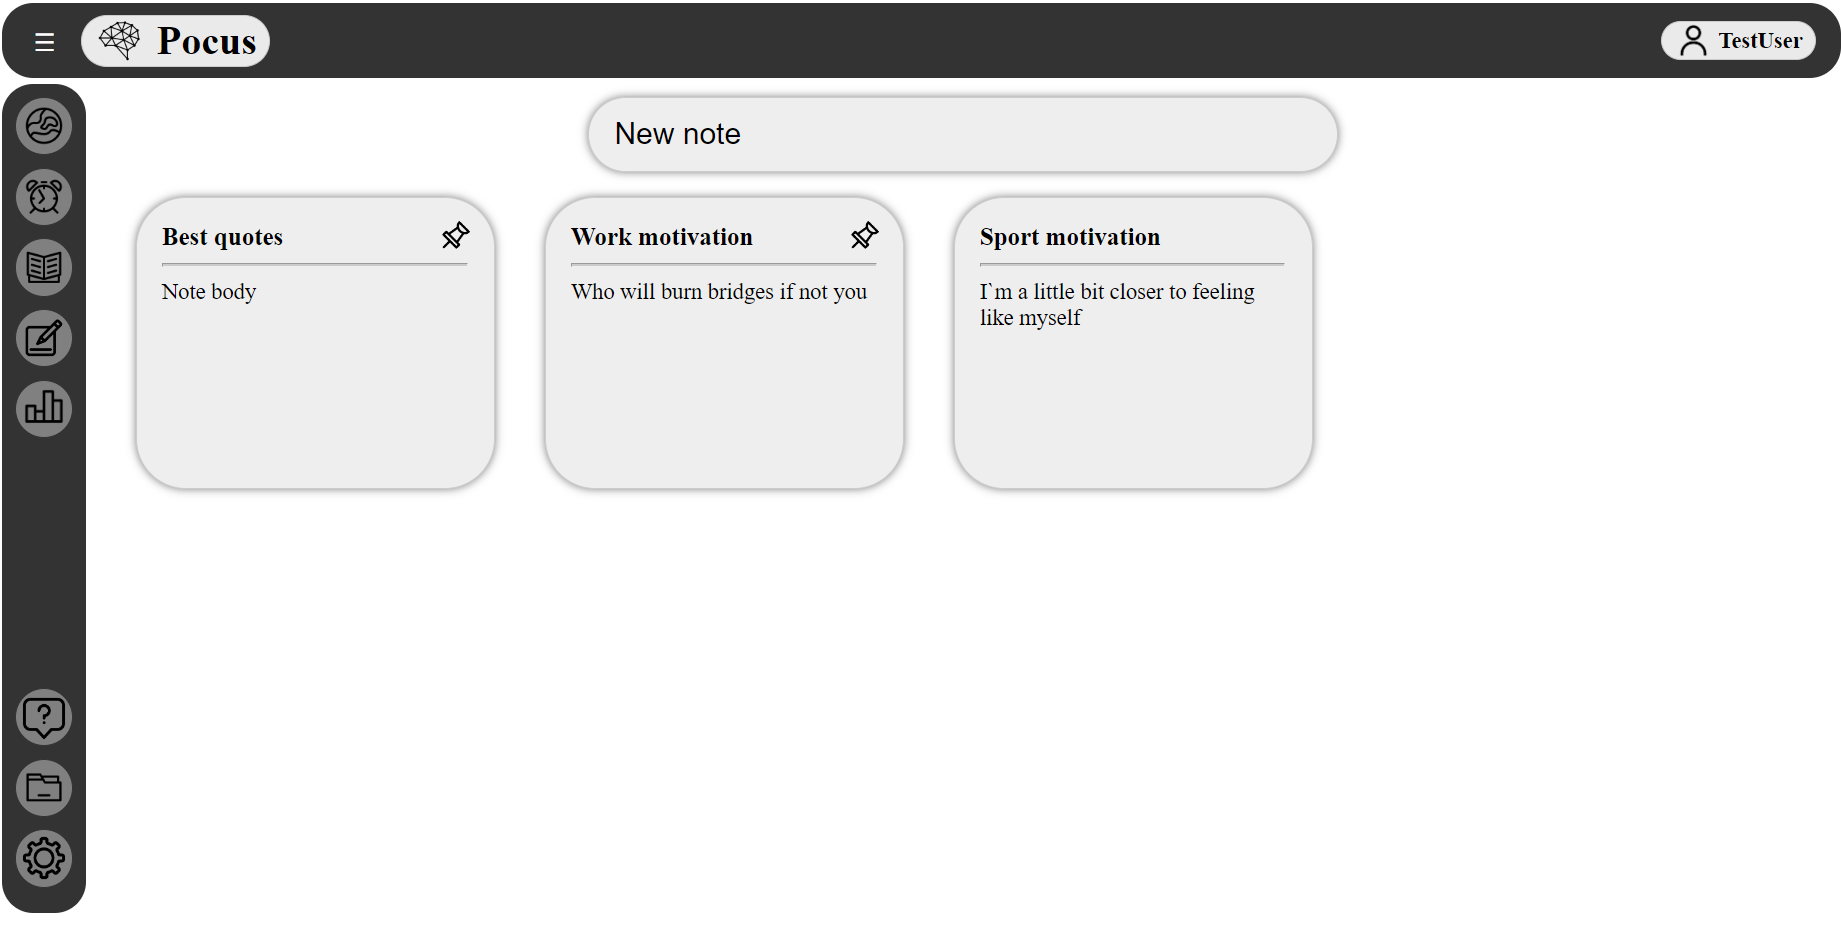 Pocus
TestUser
New note
Best quotes
Note body
Work motivation
Who will burn bridges if not you
Sport motivation
I`m a little bit closer to feeling
like myself